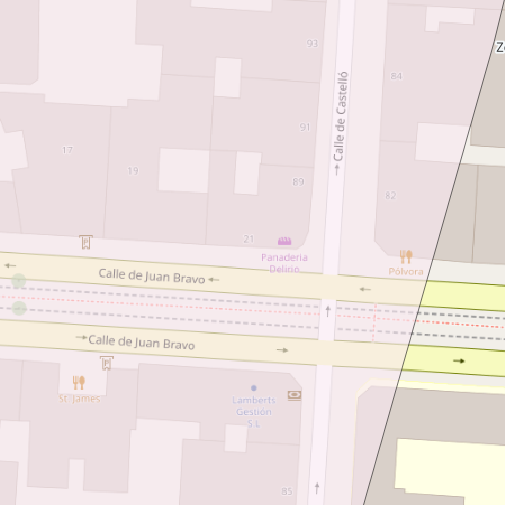 93
84
Z
Calle de Castelló
91
17
19
89
82
21
Panadería
Delirio
Pólvora
Calle de Juan Bravo
Calle de Juan Bravo
St. James
Lamberts
Gestión
S.L
85